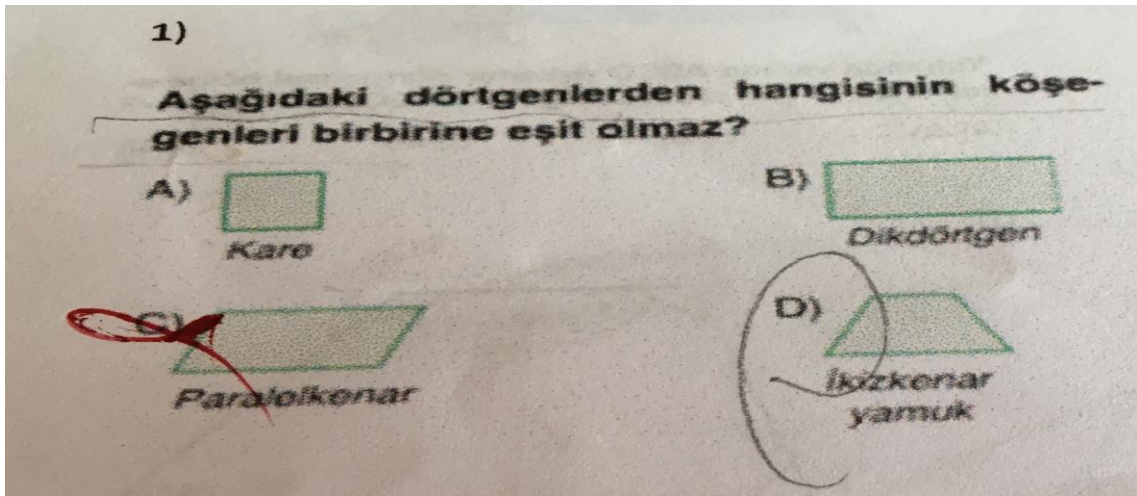 1)
Aşağıdaki dörtgenlerden hangisinin köşe-
genleri birbirine eşit olmaz?
A)
Kare
B)
Dikdörtgen
C)
Paralelkenar
D)
İkizkenar
yamuk